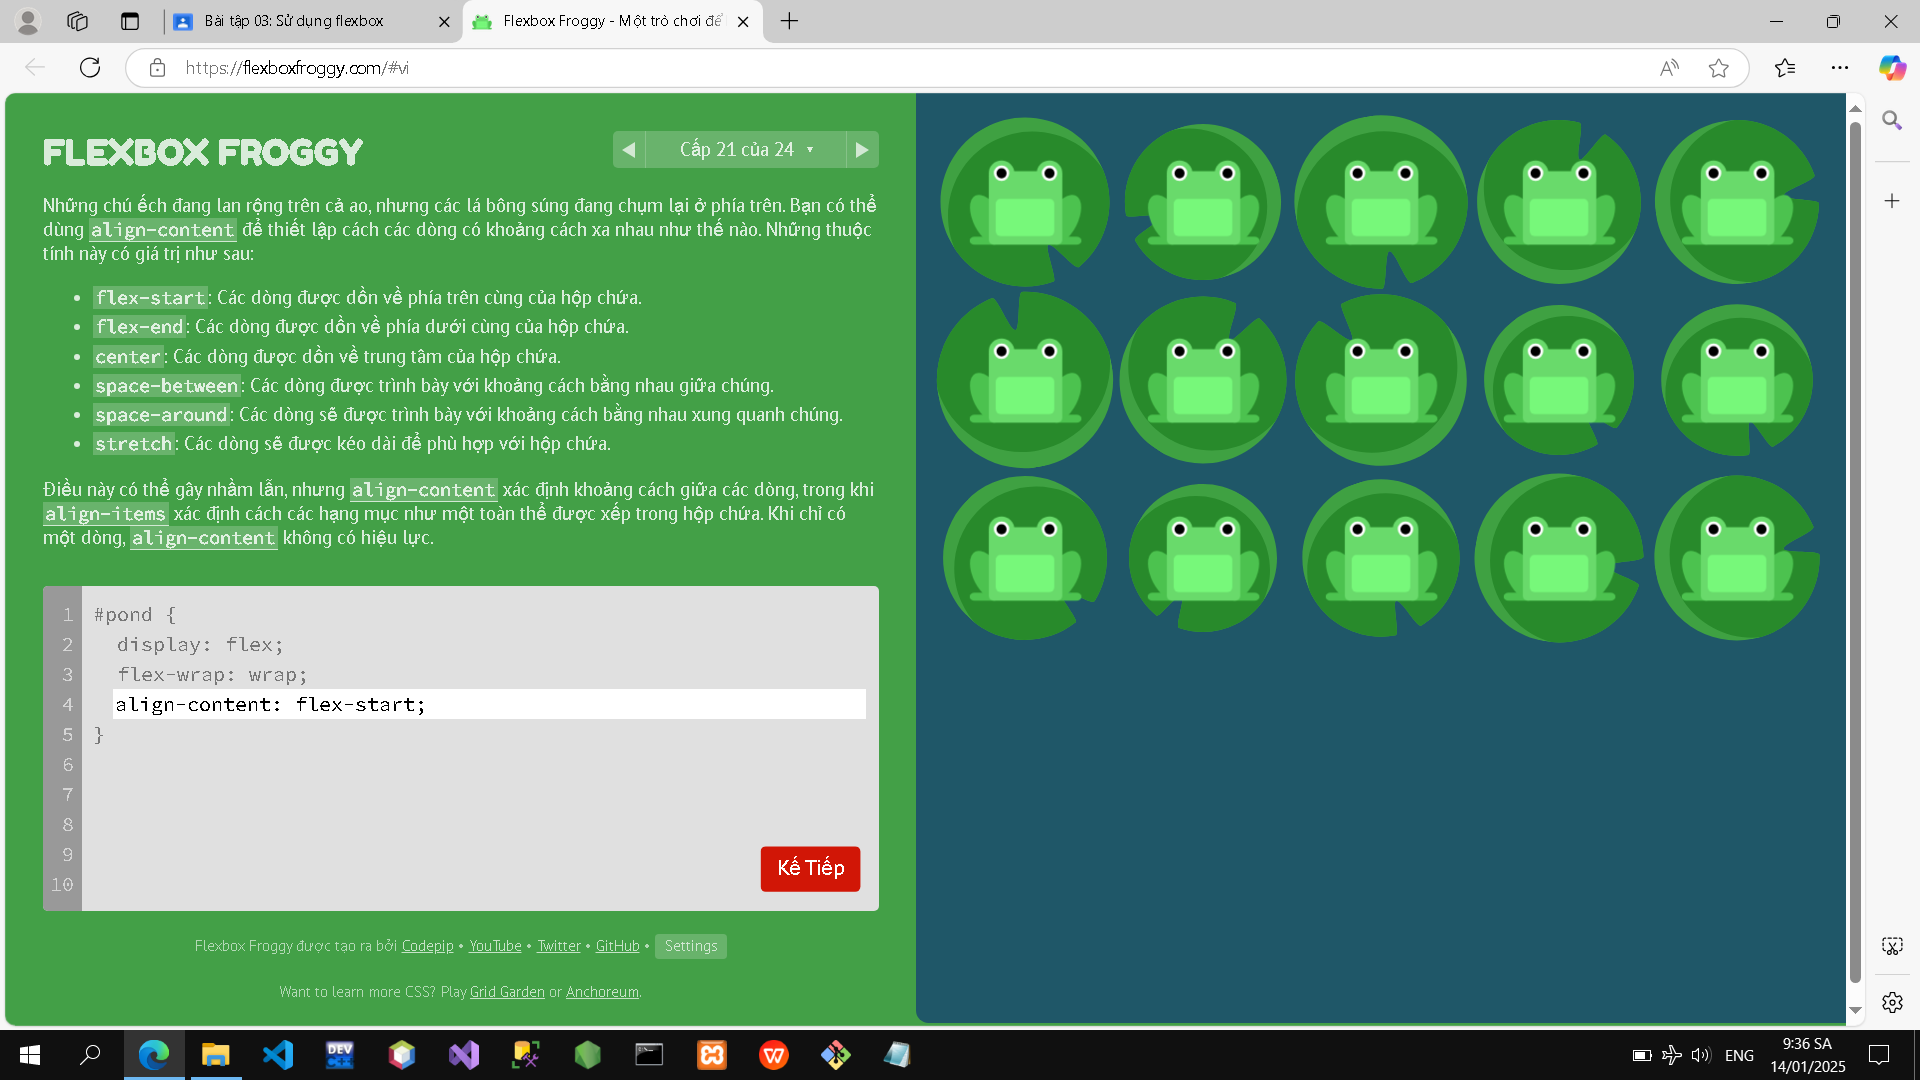 Bài tập 03: Sử dụng flexbox
Flexbox Froggy - Một trò chơi để
https://flexboxfroggy.com/#vi
FLEXBOX FROGGY
Cấp 21 của 24
Những chú ếch đang lan rộng trên cả ao, nhưng các lá bông súng đang chụm lại ở phía trên. Bạn có thể
dùng align-content để thiết lập cách các dòng có khoảng cách xa nhau như thế nào. Những thuộc
tính này có giá trị như sau:
• flex-start: Các dòng được dồn về phía trên cùng của hộp chứa.
• flex-end: Các dòng được dồn về phía dưới cùng của hộp chứa.
• center: Các dòng được dồn về trung tâm của hộp chứa.
• space-between: Các dòng được trình bày với khoảng cách bằng nhau giữa chúng.
• space-around: Các dòng sẽ được trình bày với khoảng cách bằng nhau xung quanh chúng.
• stretch: Các dòng sẽ được kéo dài để phù hợp với hộp chứa.
Điều này có thể gây nhầm lẫn, nhưng align-content xác định khoảng cách giữa các dòng, trong khi
align-items xác định cách các hạng mục như một toàn thể được xếp trong hộp chứa. Khi chỉ có
một dòng, align-content không có hiệu lực.
1 #pond {
2 display: flex;
3 flex-wrap: wrap;
4 align-content: flex-start;
5 }
6
7
8
9
10
Kế Tiếp
Flexbox Froggy được tạo ra bởi Codepip • YouTube • Twitter • GitHub • Settings
Want to learn more CSS? Play Grid Garden or Anchoreum.
DEV
C++
ENG
9:36 SA
14/01/2025